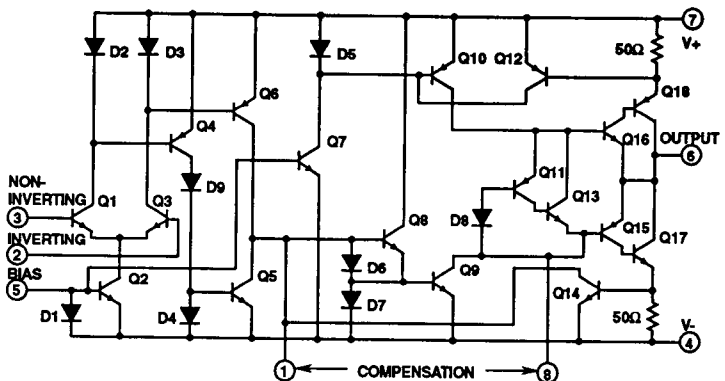 7
V+
D2
D3
D5
Q10
Q12
50Ω
Q6
Q4
Q18
Q7
Q16
OUTPUT
6
NON-
INVERTING
3
Q1
Q3
D9
Q11
Q13
D8
Q8
Q15
Q17
INVERTING
2
BIAS
5
Q2
Q5
D6
Q9
Q14
D1
D4
D7
50Ω
V-
4
1
COMPENSATION
8